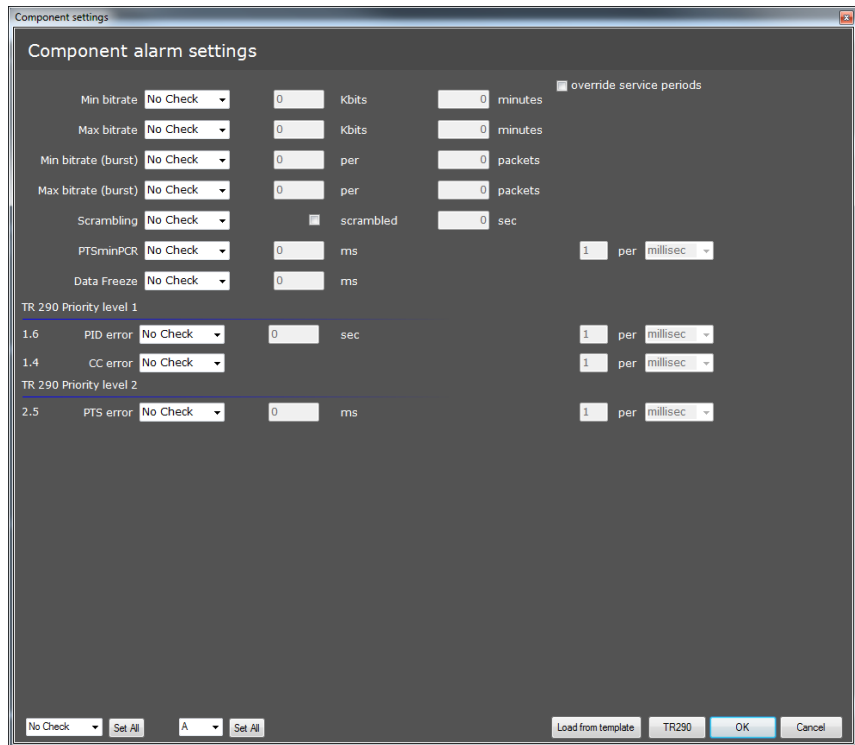 Component settings
Component alarm settings
override service periods
Min bitrate No Check 0 Kbits 0 minutes
Max bitrate No Check 0 Kbits 0 minutes
Min bitrate (burst) No Check 0 per 0 packets
Max bitrate (burst) No Check 0 per 0 packets
Scrambling No Check scrambled 0 sec
PTSminPCR No Check 0 ms 1 per millisec
Data Freeze No Check 0 ms
TR 290 Priority level 1
1.6 PID error No Check 0 sec 1 per millisec
1.4 CC error No Check 1 per millisec
TR 290 Priority level 2
2.5 PTS error No Check 0 ms 1 per millisec
No Check Set All A Set All Load from template TR290 OK Cancel